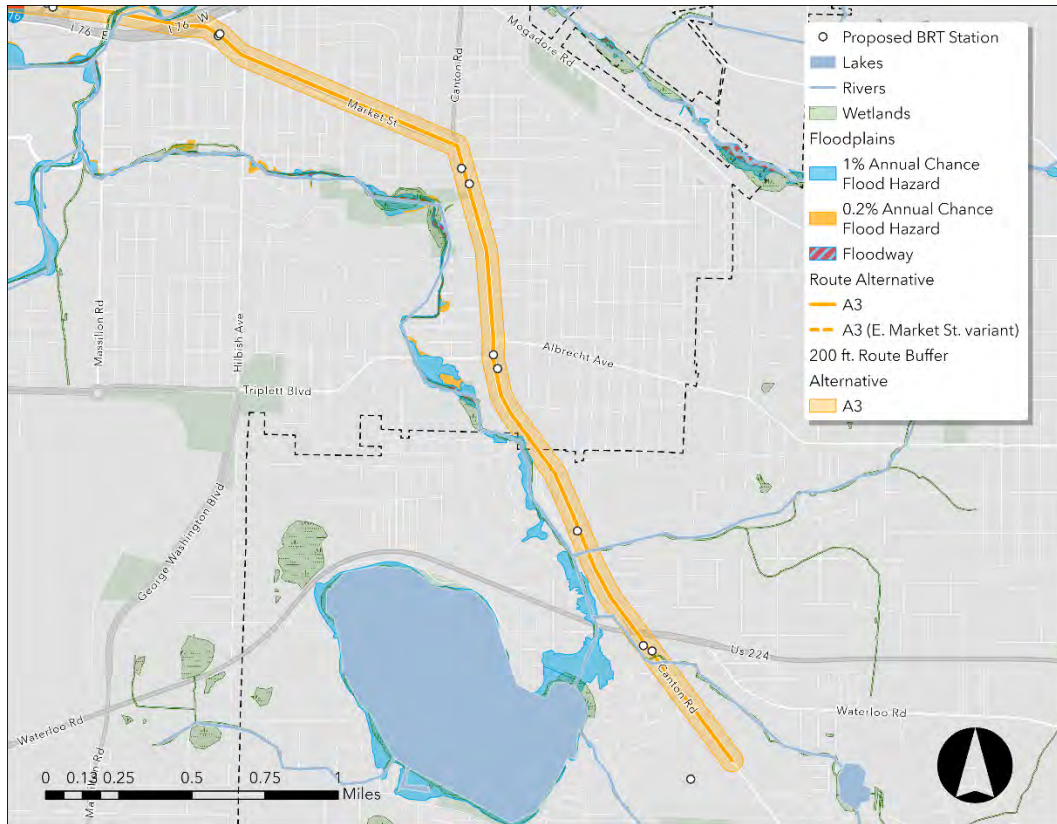 76
I 76 E
I 76 W
Canton Rd
Mogadore Rd
Market St
Massillon Rd
Hilbish Ave
Albrecht Ave
Triplett Blvd
George Washington Blvd
Us 224
Canton Rd
Waterloo Rd
Waterloo Rd
Proposed BRT Station
Lakes
Rivers
Wetlands
Floodplains
1% Annual Chance
Flood Hazard
0.2% Annual Chance
Flood Hazard
Floodway
Route Alternative
A3
A3 (E. Market St. variant)
200 ft. Route Buffer
Alternative
A3
0 0.25 0.5 0.75 1
Miles